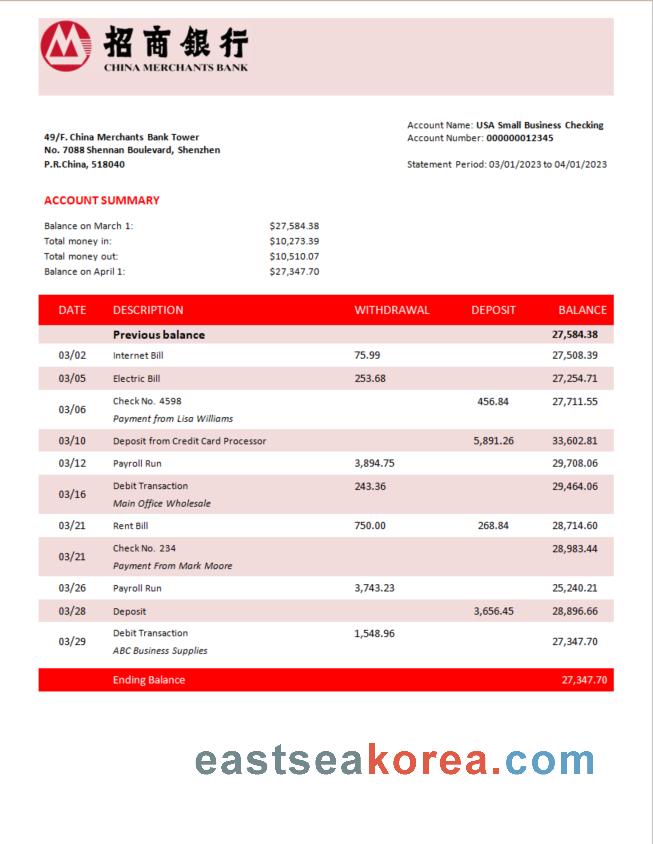 招商銀行
CHINA MERCHANTS BANK
Account Name: USA Small Business Checking
Account Number: 000000012345
Statement Period: 03/01/2023 to 04/01/2023
49/F. China Merchants Bank Tower
No. 7088 Shennan Boulevard, Shenzhen
P.R.China, 518040
ACCOUNT SUMMARY
Balance on March 1: $27,584.38
Total money in: $10,273.39
Total money out: $10,510.07
Balance on April 1: $27,347.70
DATE DESCRIPTION WITHDRAWAL DEPOSIT BALANCE
Previous balance 27,584.38
03/02 Internet Bill 75.99 27,508.39
03/05 Electric Bill 253.68 27,254.71
03/06 Check No. 4598 456.84 27,711.55
Payment from Lisa Williams
03/10 Deposit from Credit Card Processor 5,891.26 33,602.81
03/12 Payroll Run 3,894.75 29,708.06
03/16 Debit Transaction 243.36 29,464.06
Main Office Wholesale
03/21 Rent Bill 750.00 268.84 28,714.60
03/21 Check No. 234 28,983.44
Payment From Mark Moore
03/26 Payroll Run 3,743.23 25,240.21
03/28 Deposit 3,656.45 28,896.66
03/29 Debit Transaction 1,548.96 27,347.70
ABC Business Supplies
Ending Balance 27,347.70
eastseakorea.com